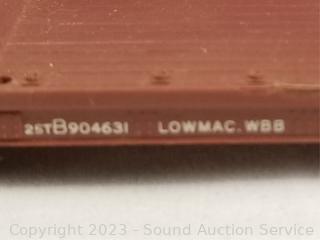 25TB904631 LOWMAC. WBB
Copyright © 2023 - Sound Auction Service